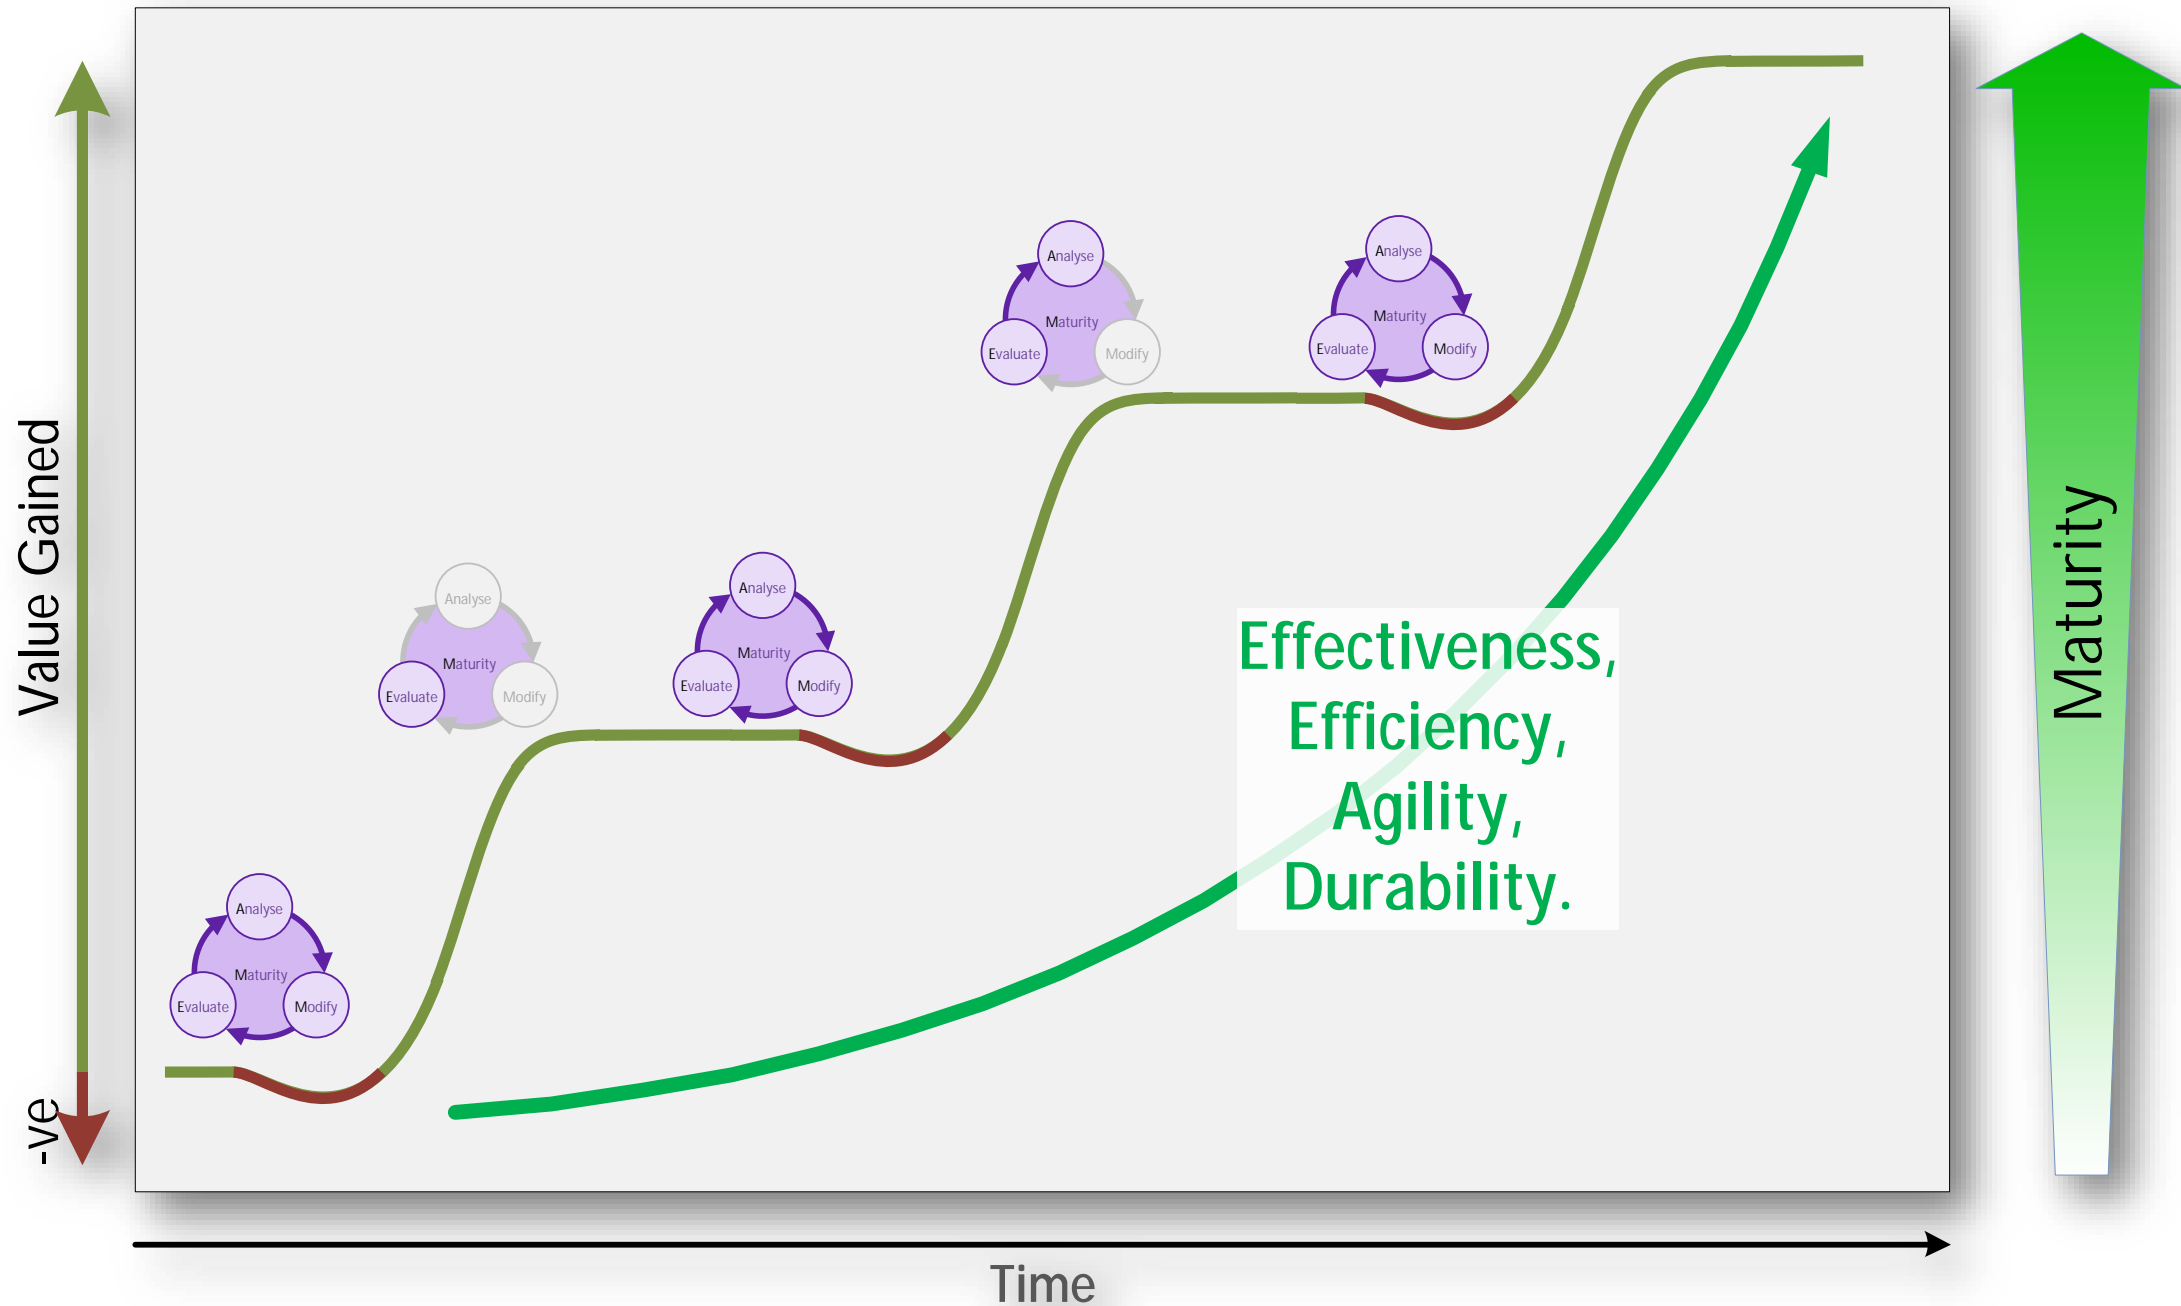 Value Gained
-ve
Analyse
Maturity
Evaluate
Modify
Analyse
Maturity
Evaluate
Modify
Analyse
Maturity
Evaluate
Modify
Analyse
Maturity
Evaluate
Modify
Analyse
Maturity
Evaluate
Modify
Effectiveness,
Efficiency,
Agility,
Durability.
Maturity
Time